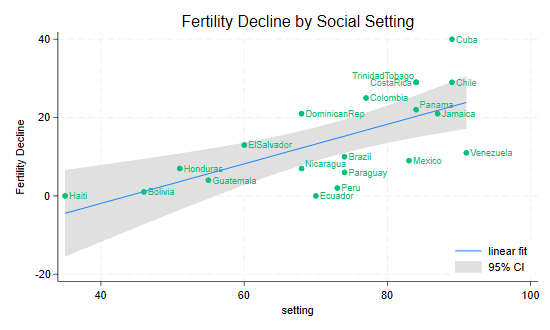 Fertility Decline by Social Setting
40
20
0
-20
Fertility Decline
Cuba
TrinidadTobago
CostaRica
Chile
Colombia
Panama
DominicanRep
Jamaica
ElSalvador
Venezuela
Brazil
Mexico
Nicaragua
Honduras
Paraguay
Guatemala
Peru
Bolivia
Haiti
Ecuador
linear fit
95% CI
40
60
80
100
setting